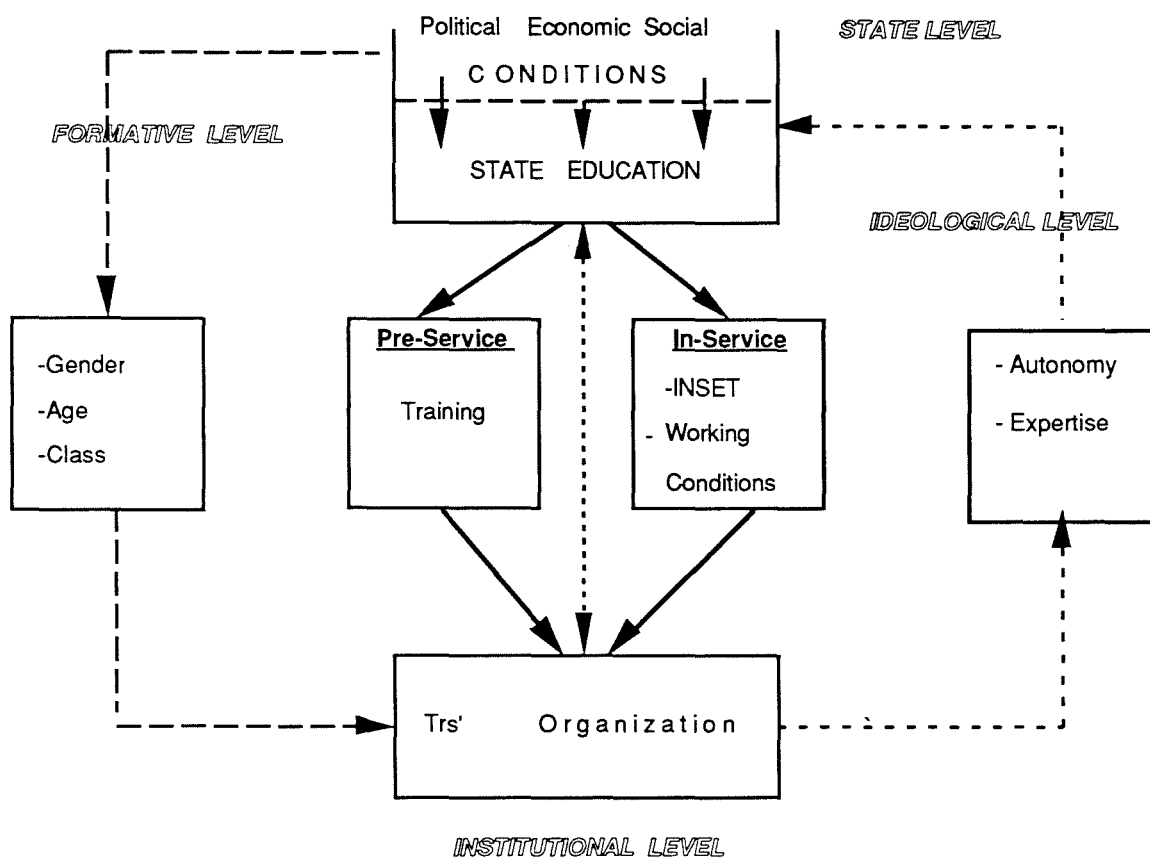 Political Economic Social
STATE LEVEL
CONDITIONS
FORMATIVE LEVEL
STATE EDUCATION
IDEOLOGICAL LEVEL
-Gender
-Age
-Class
Pre-Service
Training
In-Service
-INSET
- Working
Conditions
- Autonomy
- Expertise
Trs' Organization
INSTITUTIONAL LEVEL